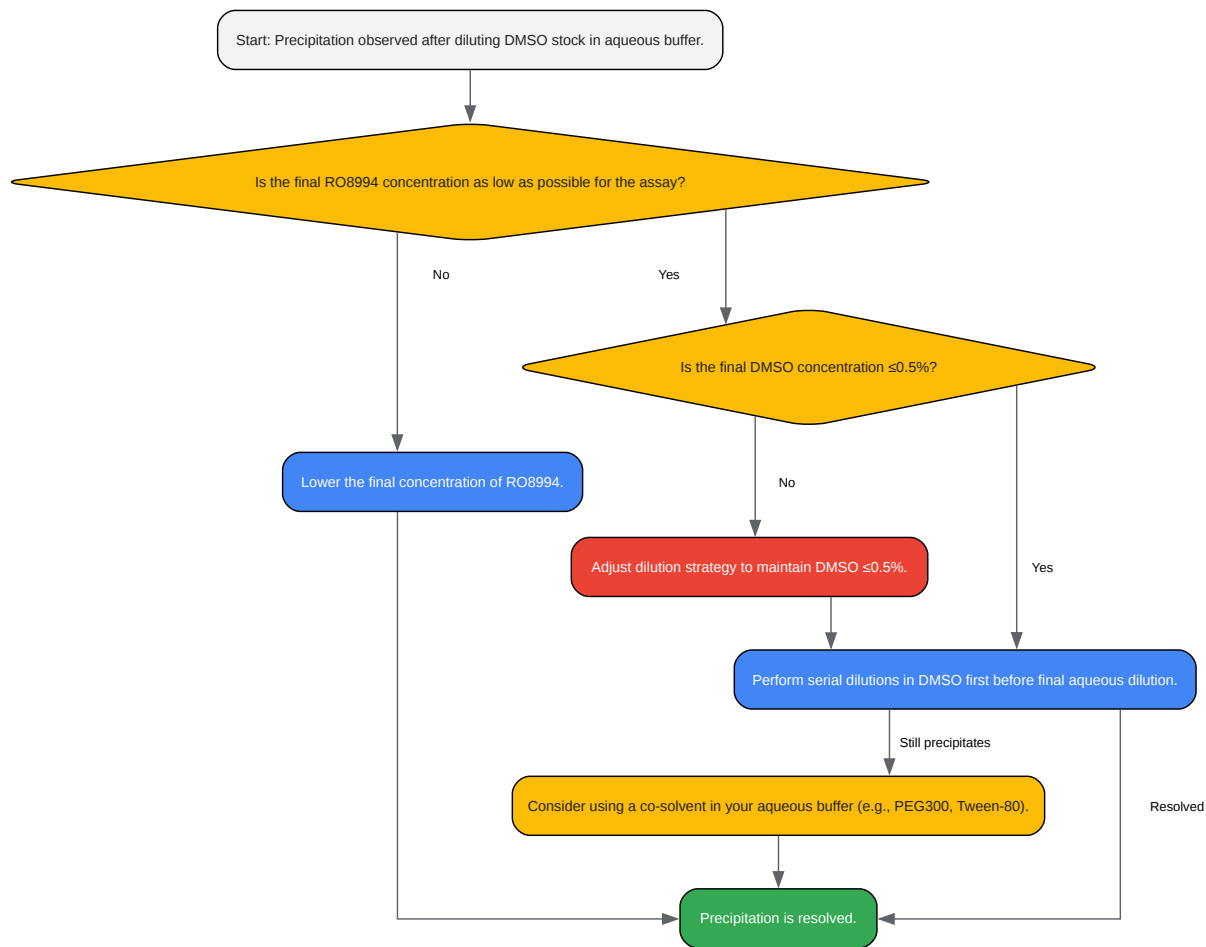 Start: Precipitation observed after diluting DMSO stock in aqueous buffer.
Is the final RO8994 concentration as low as possible for the assay?
No
Yes
Is the final DMSO concentration ≤0.5%?
Lower the final concentration of RO8994.
No
Adjust dilution strategy to maintain DMSO ≤0.5%.
Yes
Perform serial dilutions in DMSO first before final aqueous dilution.
Still precipitates
Consider using a co-solvent in your aqueous buffer (e.g., PEG300, Tween-80).
Resolved
Precipitation is resolved.